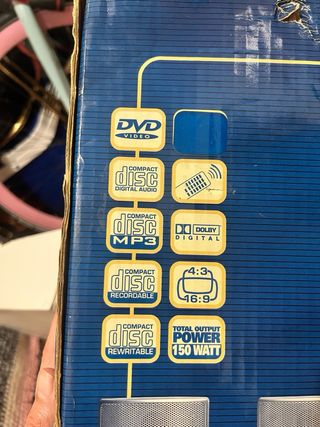 DVD
VIDEO
COMPACT
disc
DIGITAL AUDIO
COMPACT
disc
MP3
DOLBY
DIGITAL
COMPACT
disc
RECORDABLE
4:3
16:9
COMPACT
disc
REWRITABLE
TOTAL OUTPUT
POWER
150 WATT